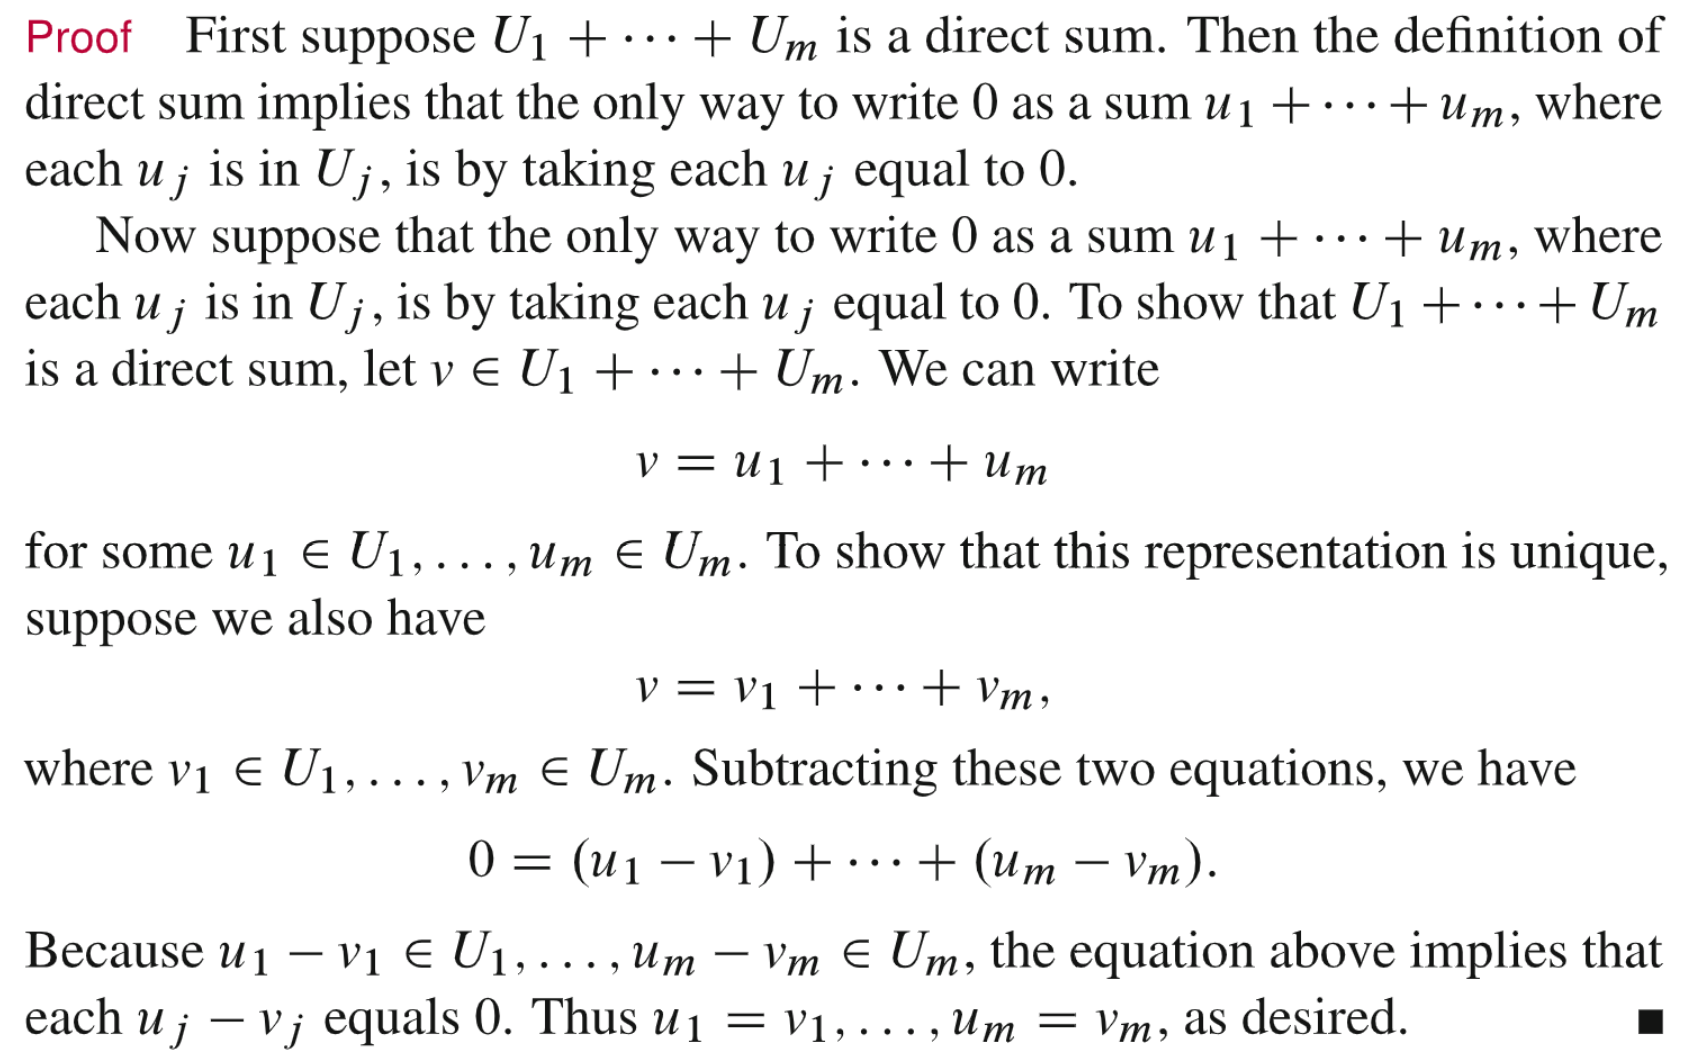 Proof First suppose U₁ + ⋯ + Uₘ is a direct sum. Then the definition of
direct sum implies that the only way to write 0 as a sum u₁ + ⋯ + uₘ, where
each uⱼ is in Uⱼ, is by taking each uⱼ equal to 0.
Now suppose that the only way to write 0 as a sum u₁ + ⋯ + uₘ, where
each uⱼ is in Uⱼ, is by taking each uⱼ equal to 0. To show that U₁ + ⋯ + Uₘ
is a direct sum, let v ∈ U₁ + ⋯ + Uₘ. We can write
v = u₁ + ⋯ + uₘ
for some u₁ ∈ U₁, . . . , uₘ ∈ Uₘ. To show that this representation is unique,
suppose we also have
v = v₁ + ⋯ + vₘ,
where v₁ ∈ U₁, . . . , vₘ ∈ Uₘ. Subtracting these two equations, we have
0 = (u₁ − v₁) + ⋯ + (uₘ − vₘ).
Because u₁ − v₁ ∈ U₁, . . . , uₘ − vₘ ∈ Uₘ, the equation above implies that
each uⱼ − vⱼ equals 0. Thus u₁ = v₁, . . . , uₘ = vₘ, as desired. ■